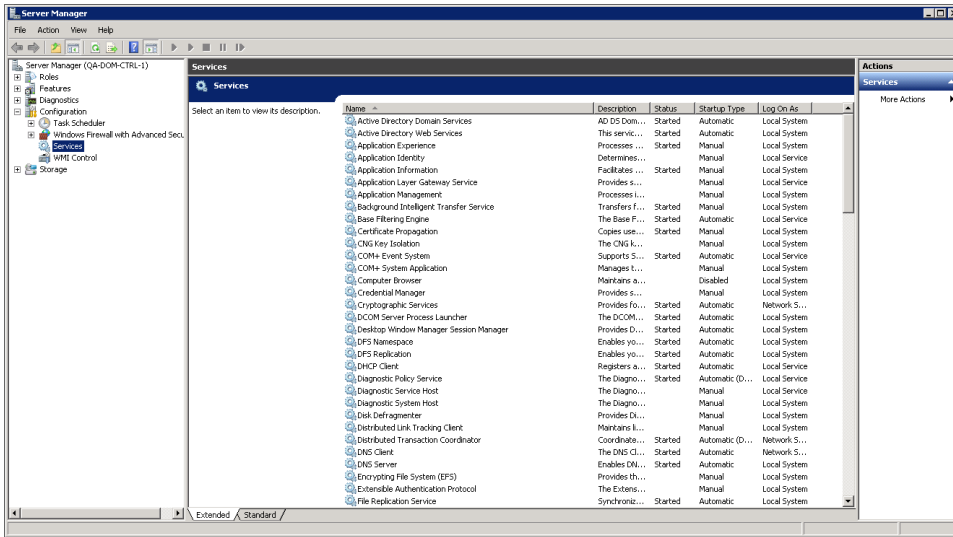 Server Manager
File Action View Help
Server Manager (QA-DOM-CTRL-1)
Roles
Features
Diagnostics
Configuration
Task Scheduler
Windows Firewall with Advanced Secu
Services
WMI Control
Storage
Services
Services
Select an item to view its description.
Name Description Status Startup Type Log On As
Active Directory Domain Services AD DS Dom... Started Automatic Local System
Active Directory Web Services This servic... Started Automatic Local System
Application Experience Processes ... Started Manual Local System
Application Identity Determines... Manual Local Service
Application Information Facilitates ... Started Manual Local System
Application Layer Gateway Service Provides s... Manual Local Service
Application Management Processes i... Manual Local System
Background Intelligent Transfer Service Transfers f... Started Manual Local System
Base Filtering Engine The Base F... Started Automatic Local Service
Certificate Propagation Copies use... Started Manual Local System
CNG Key Isolation The CNG k... Manual Local System
COM+ Event System Supports S... Started Automatic Local Service
COM+ System Application Manages t... Manual Local System
Computer Browser Maintains a... Disabled Local System
Credential Manager Provides s... Manual Local System
Cryptographic Services Provides fo... Started Automatic Network S...
DCOM Server Process Launcher The DCOM... Started Automatic Local System
Desktop Window Manager Session Manager Provides D... Started Automatic Local System
DFS Namespace Enables yo... Started Automatic Local System
DFS Replication Enables yo... Started Automatic Local System
DHCP Client Registers a... Started Automatic Local Service
Diagnostic Policy Service The Diagno... Started Automatic (D... Local Service
Diagnostic Service Host The Diagno... Manual Local Service
Diagnostic System Host The Diagno... Manual Local System
Disk Defragmenter Provides Di... Manual Local System
Distributed Link Tracking Client Maintains li... Manual Local System
Distributed Transaction Coordinator Coordinate... Started Automatic (D... Network S...
DNS Client The DNS Cl... Started Automatic Network S...
DNS Server Enables DN... Started Automatic Local System
Encrypting File System (EFS) Provides th... Manual Local System
Extensible Authentication Protocol The Extens... Manual Local System
File Replication Service Synchroniz... Started Automatic Local System
Extended Standard
Actions
Services
More Actions